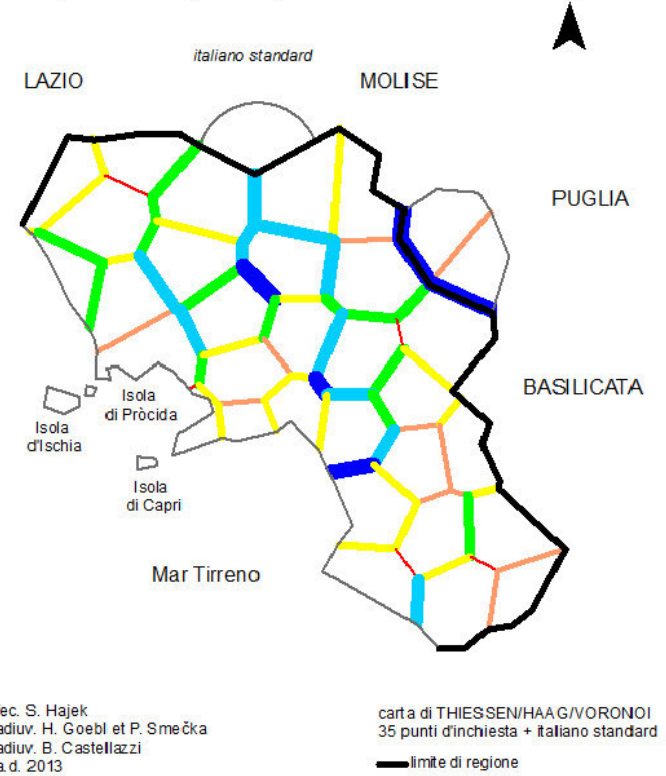 italiano standard
LAZIO
MOLISE
PUGLIA
BASILICATA
Isola
di Pròcida
Isola
d'Ischia
Isola
di Capri
Mar Tirreno
ec. S. Hajek
adiuv. H. Goebl et P. Smečka
adiuv. B. Castellazzi
a.d. 2013
carta di THIESSEN/HAAG/VORONOI
35 punti d'inchiesta + italiano standard
limite di regione